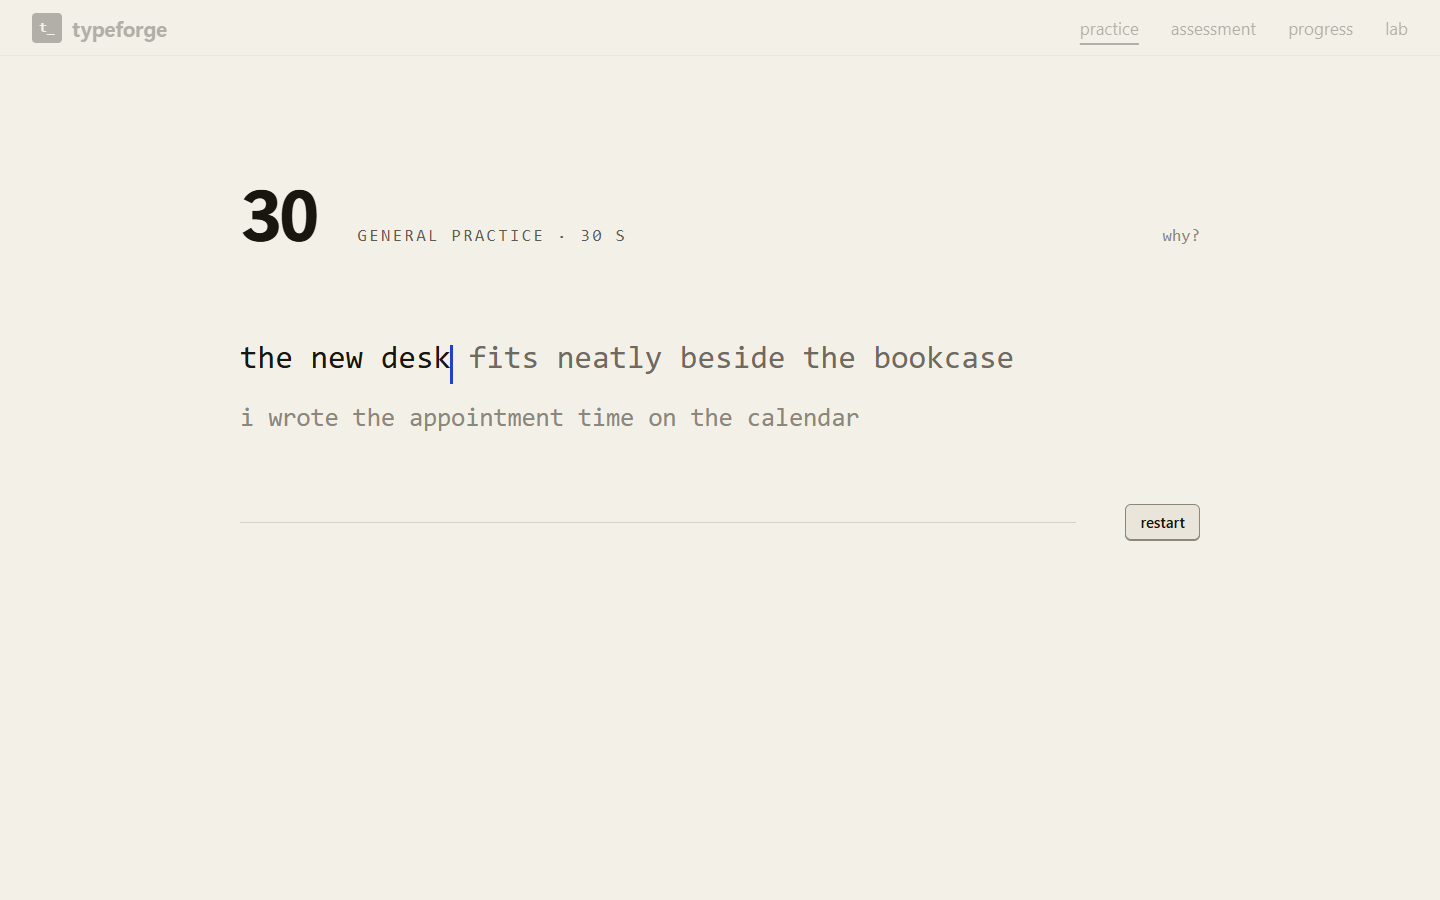 t_ typeforge practice assessment progress lab
30 GENERAL PRACTICE · 30 S why?
the new desk fits neatly beside the bookcase
i wrote the appointment time on the calendar
restart